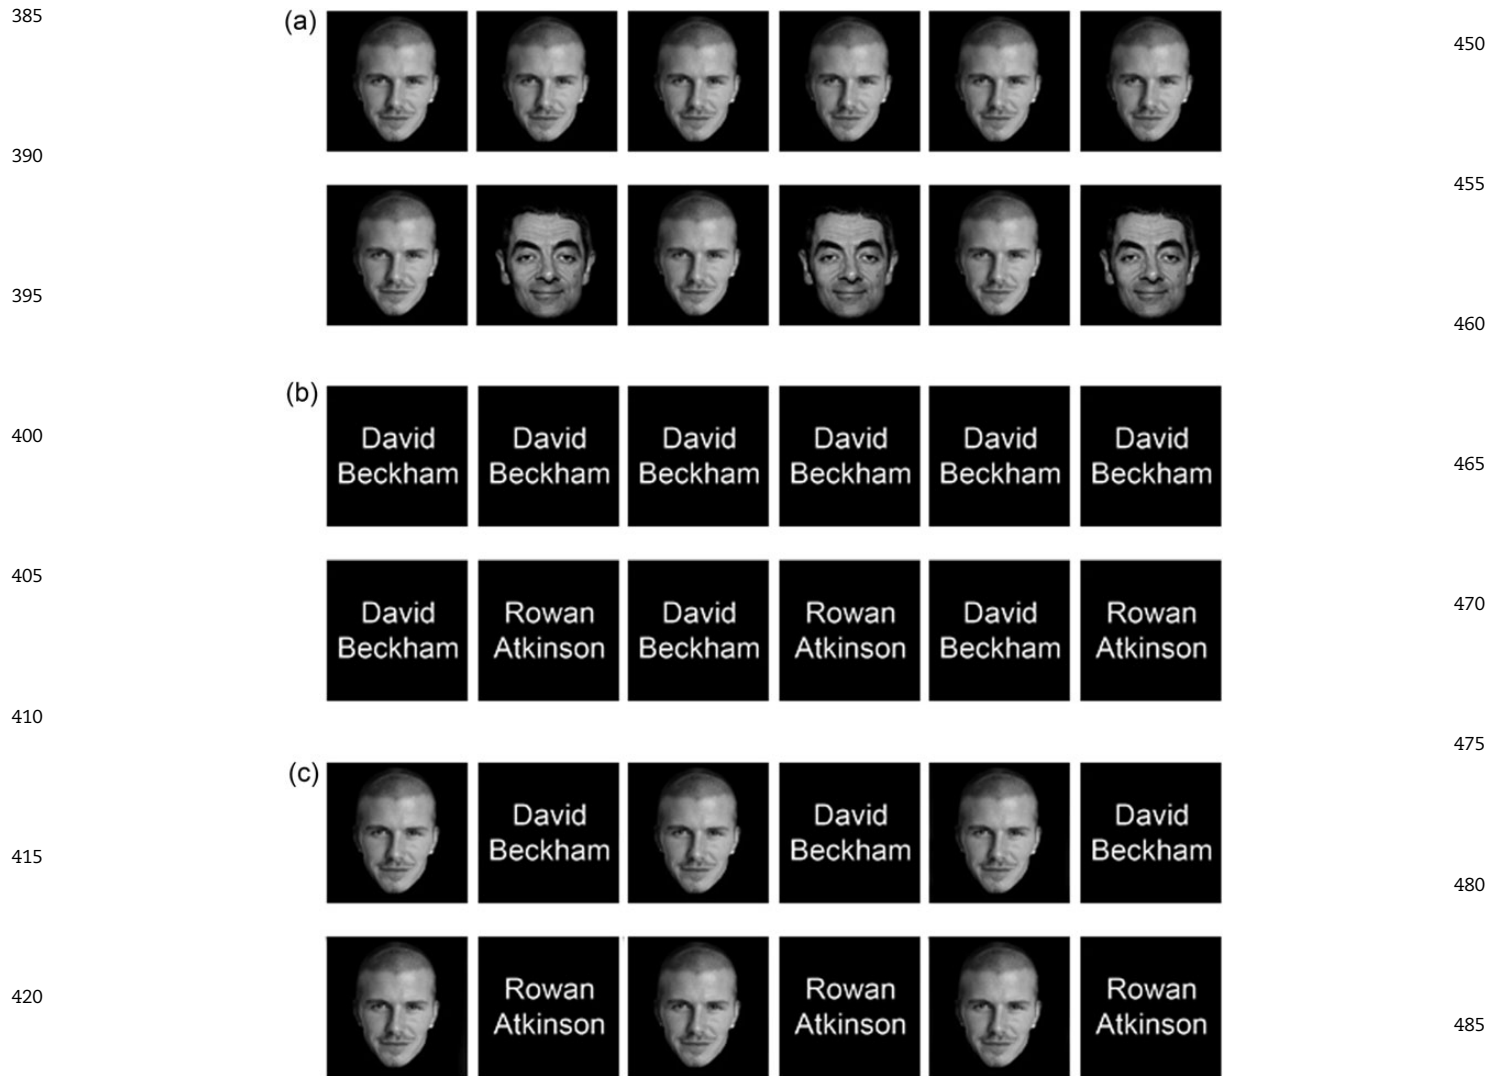 385
(a)
450
390
455
395
460
(b)
David David David David David David
Beckham Beckham Beckham Beckham Beckham Beckham
400
465
405
David Rowan David Rowan David Rowan
Beckham Atkinson Beckham Atkinson Beckham Atkinson
470
410
475
(c)
David David David
Beckham Beckham Beckham
415
480
420
Rowan Rowan Rowan
Atkinson Atkinson Atkinson
485